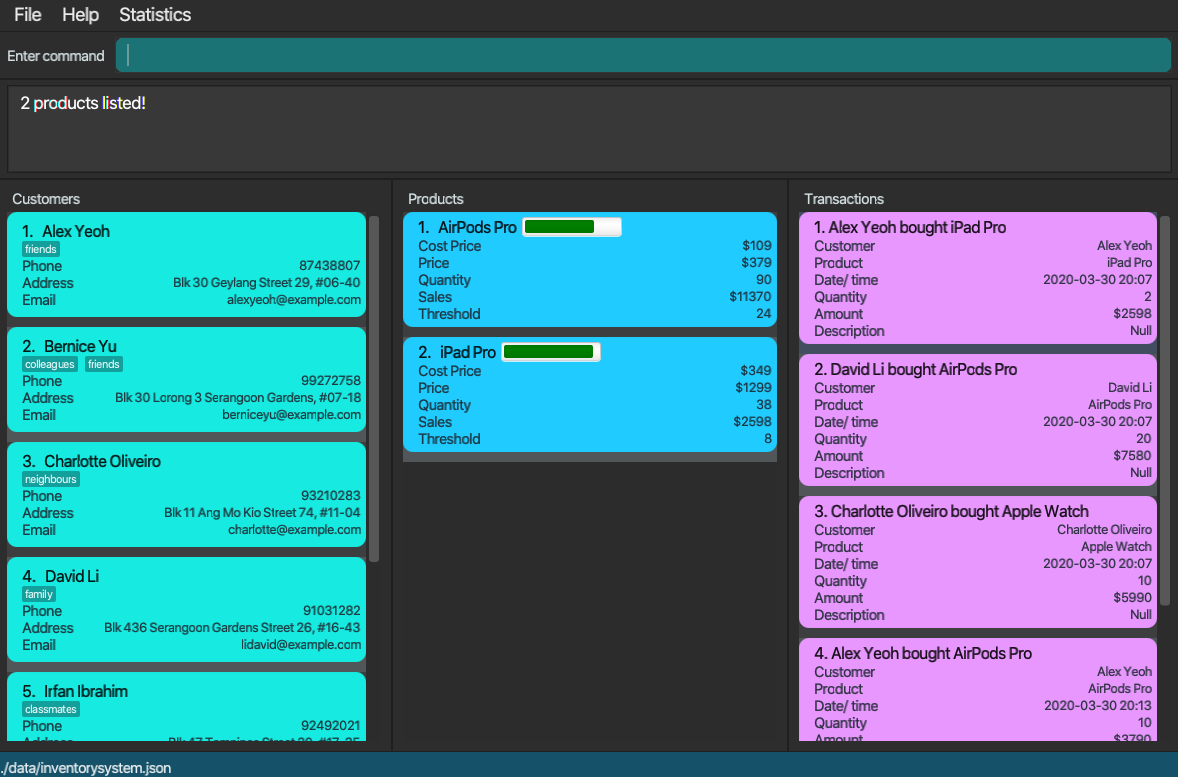 File Help Statistics
Enter command
2 products listed!
Customers
1. Alex Yeoh
friends
Phone 87438807
Address Blk 30 Geylang Street 29, #06-40
Email alexyeoh@example.com
2. Bernice Yu
colleagues friends
Phone 99272758
Address Blk 30 Lorong 3 Serangoon Gardens, #07-18
Email berniceyu@example.com
3. Charlotte Oliveiro
neighbours
Phone 93210283
Address Blk 11 Ang Mo Kio Street 74, #11-04
Email charlotte@example.com
4. David Li
family
Phone 91031282
Address Blk 436 Serangoon Gardens Street 26, #16-43
Email lidavid@example.com
5. Irfan Ibrahim
classmates
Phone 92492021
Address Blk 47 Tampines Street 20, #17-35
Products
1. AirPods Pro
Cost Price $109
Price $379
Quantity 90
Sales $11370
Threshold 24
2. iPad Pro
Cost Price $349
Price $1299
Quantity 38
Sales $2598
Threshold 8
Transactions
1. Alex Yeoh bought iPad Pro
Customer Alex Yeoh
Product iPad Pro
Date/ time 2020-03-30 20:07
Quantity 2
Amount $2598
Description Null
2. David Li bought AirPods Pro
Customer David Li
Product AirPods Pro
Date/ time 2020-03-30 20:07
Quantity 20
Amount $7580
Description Null
3. Charlotte Oliveiro bought Apple Watch
Customer Charlotte Oliveiro
Product Apple Watch
Date/ time 2020-03-30 20:07
Quantity 10
Amount $5990
Description Null
4. Alex Yeoh bought AirPods Pro
Customer Alex Yeoh
Product AirPods Pro
Date/ time 2020-03-30 20:13
Quantity 10
Amount $3790
./data/inventorysystem.json